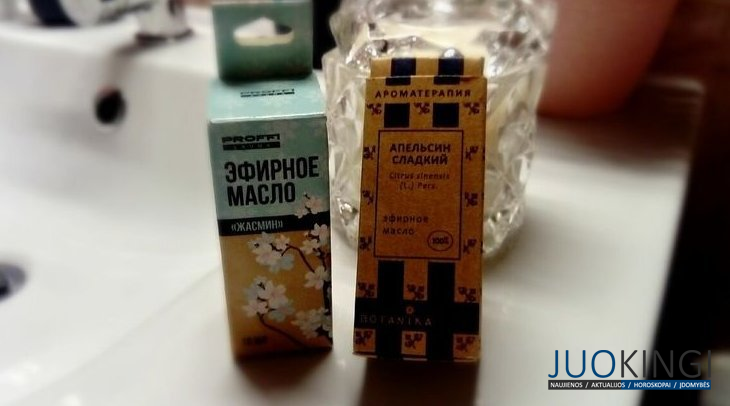 PROFFI
ЭФИРНОЕ
МАСЛО
«ЖАСМИН»
АРОМАТЕРАПИЯ
АПЕЛЬСИН
СЛАДКИЙ
Citrus sinensis
(L.) Pers.
эфирное
масло
100%
BOTANIKA
JUOKINGI
NAUJIENOS / AKTUALIJOS / HOROSKOPAI / ĮDOMYBĖS